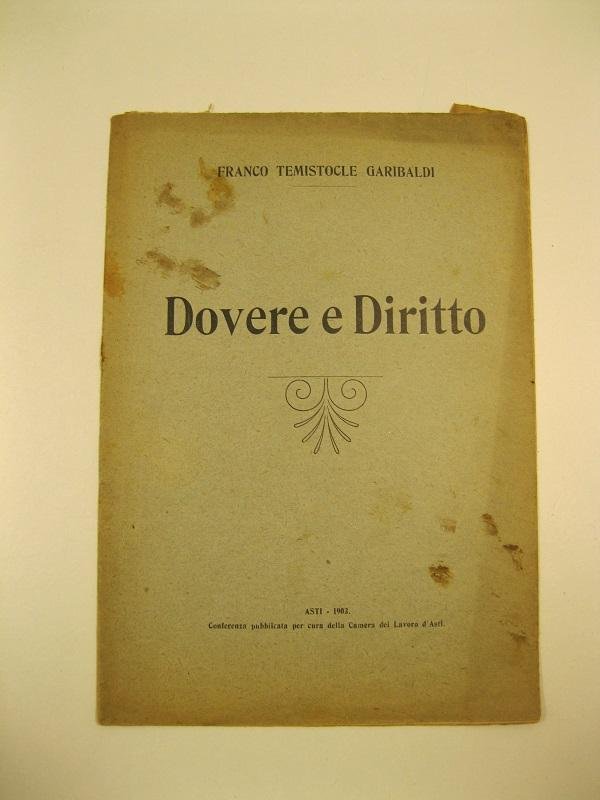 FRANCO TEMISTOCLE GARIBALDI
Dovere e Diritto
ASTI - 1903.
Conferenza pubblicata per cura della Camera del Lavoro d'Asti.